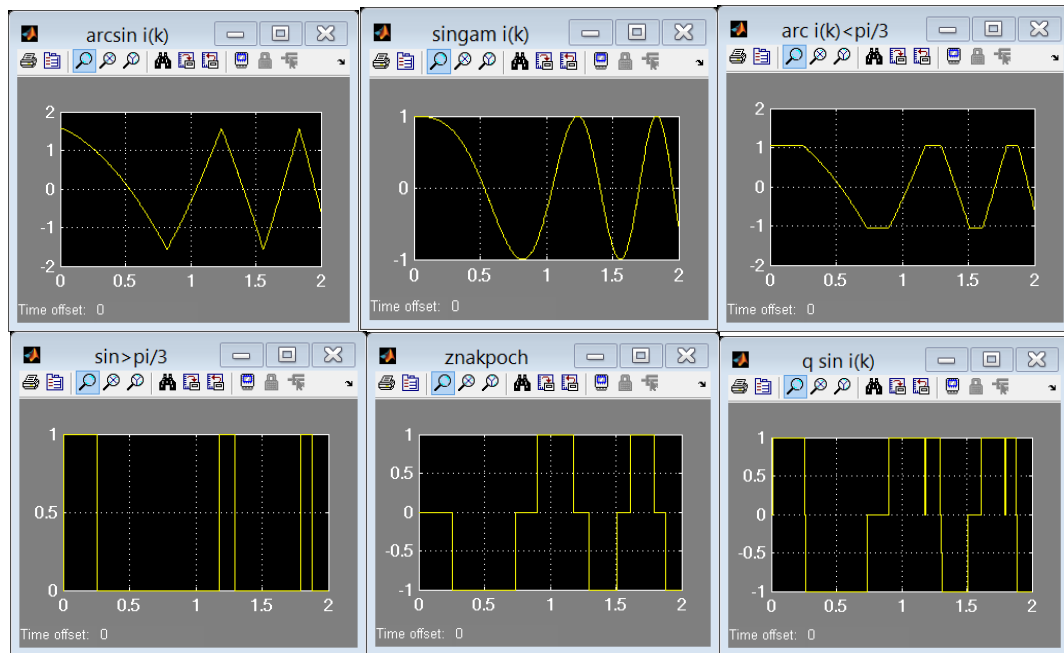 arcsin i(k)
2
1
0
-1
-2
0 0.5 1 1.5 2
Time offset: 0
singam i(k)
1
0
-1
0 0.5 1 1.5 2
Time offset: 0
arc i(k)<pi/3
2
1
0
-1
-2
0 0.5 1 1.5 2
Time offset: 0
sin>pi/3
1
0.5
0
0 0.5 1 1.5 2
Time offset: 0
znakpoch
1
0.5
0
-0.5
-1
0 0.5 1 1.5 2
Time offset: 0
q sin i(k)
1
0.5
0
-0.5
-1
0 0.5 1 1.5 2
Time offset: 0